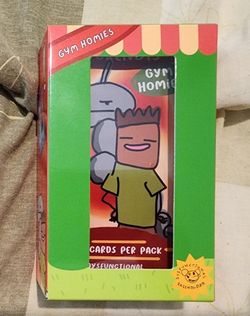 GYM HOMIES
GYM
HOMIE
CARDS PER PACK
DYSFUNCTIONAL